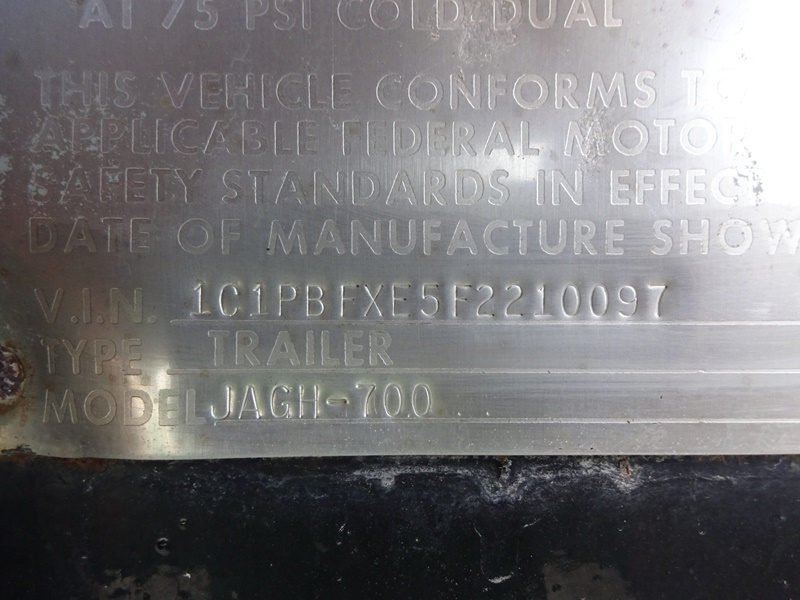 AT 75 PSI COLD DUAL
THIS VEHICLE CONFORMS TO
APPLICABLE FEDERAL MOTOR
SAFETY STANDARDS IN EFFECT
DATE OF MANUFACTURE SHOW
V.I.N. 1C1PBFXE5F2210097
TYPE TRAILER
MODEL JAGH-700